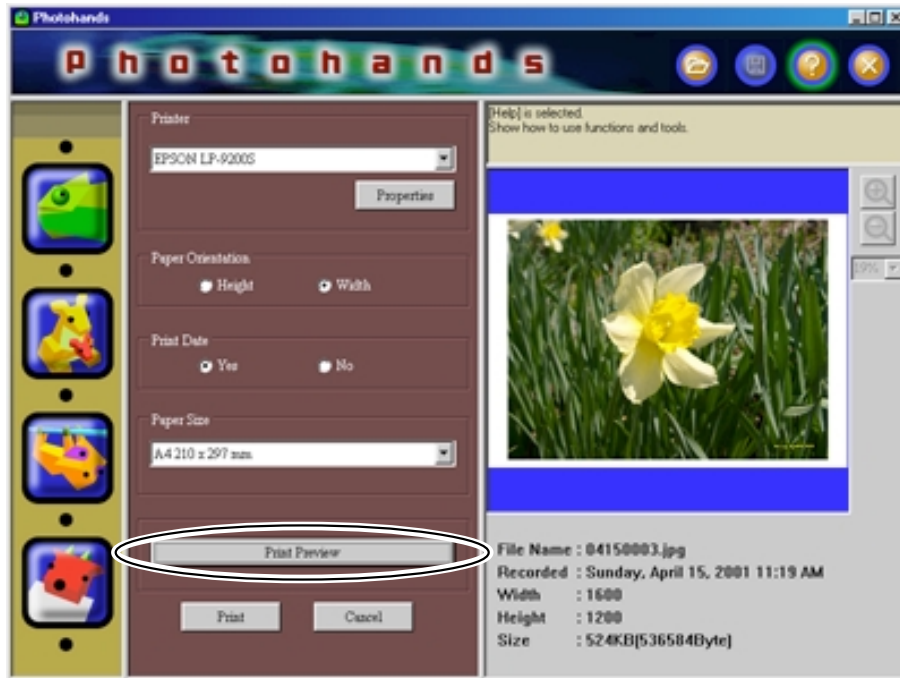 Photohands
Photohands
Printer
EPSON LP-9200S
Properties
Paper Orientation
Height
Width
Print Date
Yes
No
Paper Size
A4 210 x 297 mm
Print Preview
Print
Cancel
[Help] is selected.
Show how to use functions and tools.
19%
File Name : 04150003.jpg
Recorded : Sunday, April 15, 2001 11:19 AM
Width : 1600
Height : 1200
Size : 524KB(536584Byte)